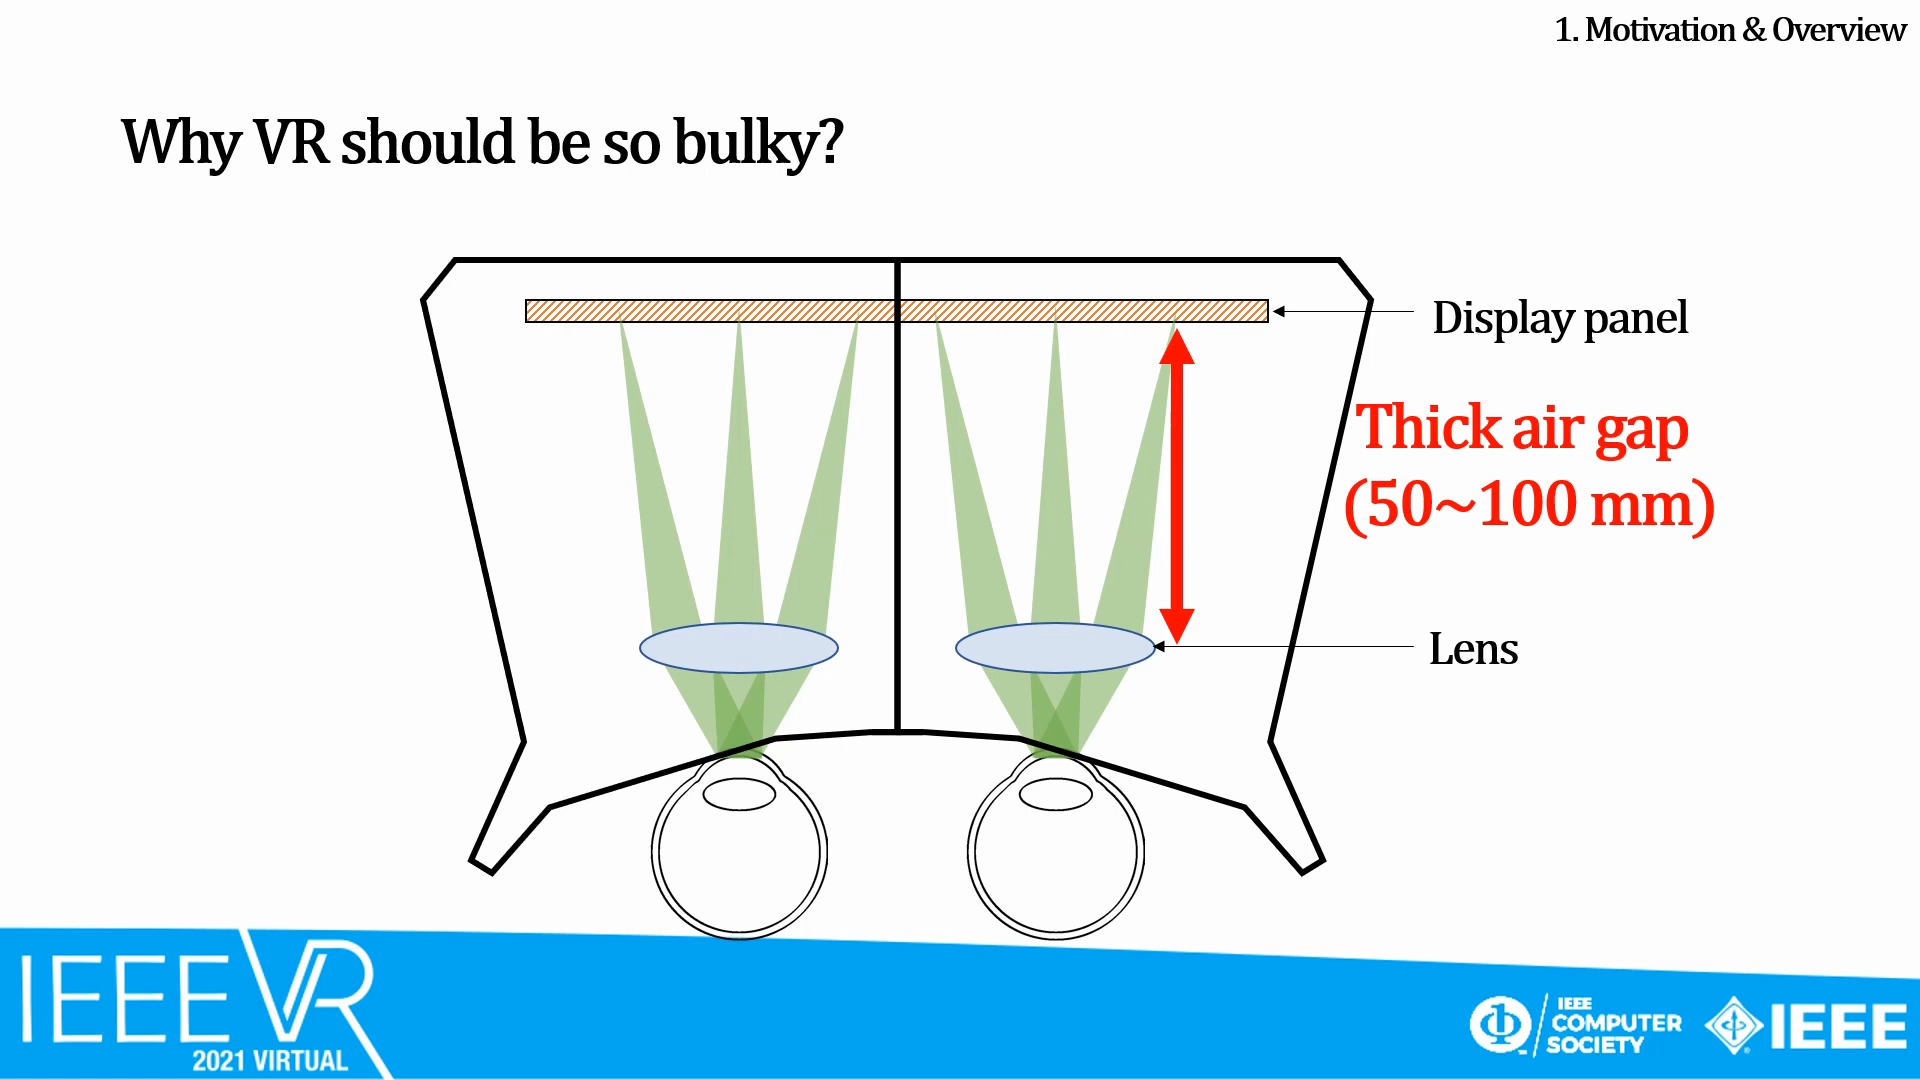 1. Motivation & Overview
Why VR should be so bulky?
Display panel
Thick air gap
(50~100 mm)
Lens
IEEE VR
2021 VIRTUAL
IEEE
COMPUTER
SOCIETY
IEEE